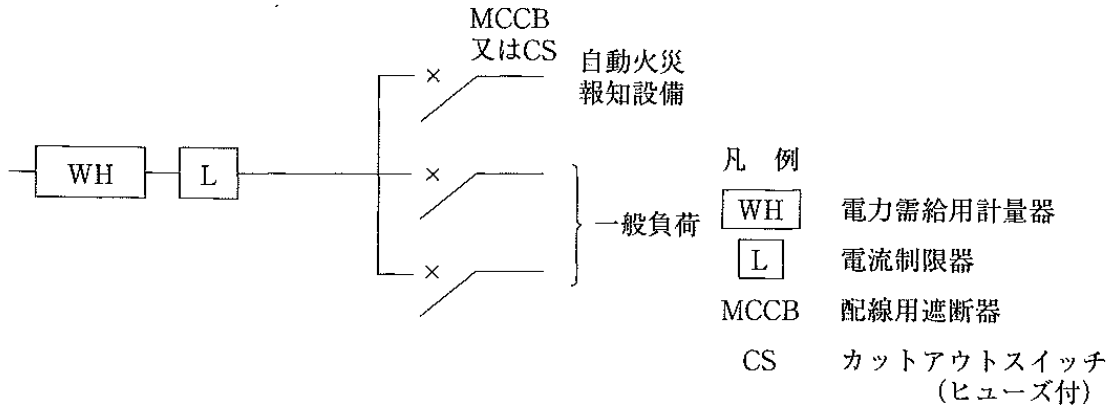 MCCB
又はCS
自動火災
報知設備
WH
L
一般負荷
凡 例
WH 電力需給用計量器
L 電流制限器
MCCB 配線用遮断器
CS カットアウトスイッチ
(ヒューズ付)